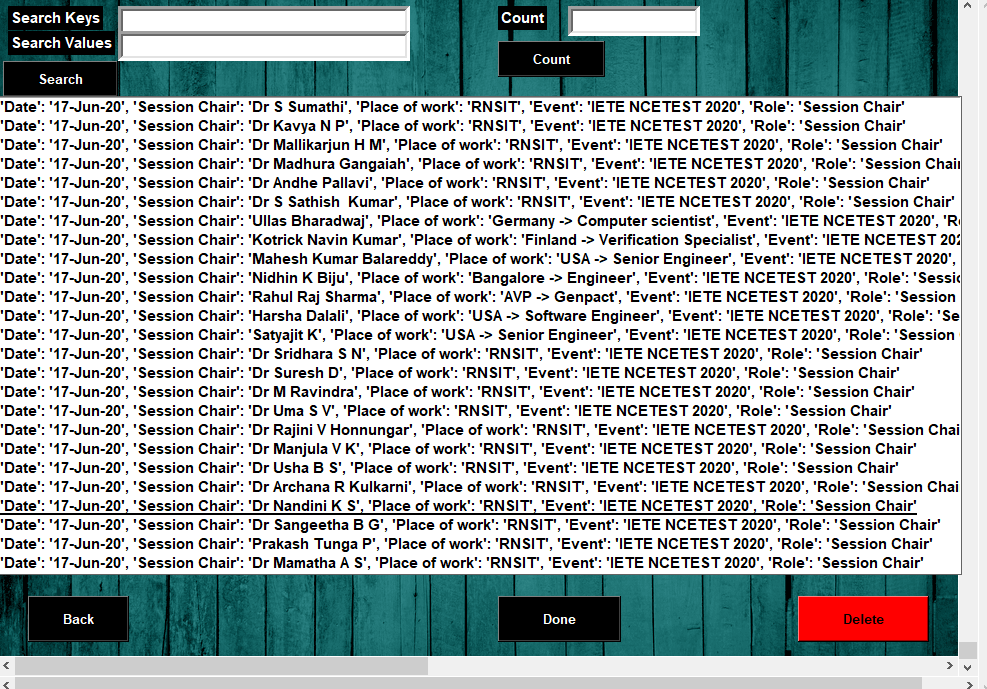 Search Keys
Count
Search Values
Count
Search
'Date': '17-Jun-20', 'Session Chair': 'Dr S Sumathi', 'Place of work': 'RNSIT', 'Event': 'IETE NCETEST 2020', 'Role': 'Session Chair'
'Date': '17-Jun-20', 'Session Chair': 'Dr Kavya N P', 'Place of work': 'RNSIT', 'Event': 'IETE NCETEST 2020', 'Role': 'Session Chair'
'Date': '17-Jun-20', 'Session Chair': 'Dr Mallikarjun H M', 'Place of work': 'RNSIT', 'Event': 'IETE NCETEST 2020', 'Role': 'Session Chair'
'Date': '17-Jun-20', 'Session Chair': 'Dr Madhura Gangaiah', 'Place of work': 'RNSIT', 'Event': 'IETE NCETEST 2020', 'Role': 'Session Chair
'Date': '17-Jun-20', 'Session Chair': 'Dr Andhe Pallavi', 'Place of work': 'RNSIT', 'Event': 'IETE NCETEST 2020', 'Role': 'Session Chair'
'Date': '17-Jun-20', 'Session Chair': 'Dr S Sathish  Kumar', 'Place of work': 'RNSIT', 'Event': 'IETE NCETEST 2020', 'Role': 'Session Chair'
'Date': '17-Jun-20', 'Session Chair': 'Ullas Bharadwaj', 'Place of work': 'Germany -> Computer scientist', 'Event': 'IETE NCETEST 2020', 'R
'Date': '17-Jun-20', 'Session Chair': 'Kotrick Navin Kumar', 'Place of work': 'Finland -> Verification Specialist', 'Event': 'IETE NCETEST 202
'Date': '17-Jun-20', 'Session Chair': 'Mahesh Kumar Balareddy', 'Place of work': 'USA -> Senior Engineer', 'Event': 'IETE NCETEST 2020',
'Date': '17-Jun-20', 'Session Chair': 'Nidhin K Biju', 'Place of work': 'Bangalore -> Engineer', 'Event': 'IETE NCETEST 2020', 'Role': 'Sessio
'Date': '17-Jun-20', 'Session Chair': 'Rahul Raj Sharma', 'Place of work': 'AVP -> Genpact', 'Event': 'IETE NCETEST 2020', 'Role': 'Session
'Date': '17-Jun-20', 'Session Chair': 'Harsha Dalali', 'Place of work': 'USA -> Software Engineer', 'Event': 'IETE NCETEST 2020', 'Role': 'Se
'Date': '17-Jun-20', 'Session Chair': 'Satyajit K', 'Place of work': 'USA -> Senior Engineer', 'Event': 'IETE NCETEST 2020', 'Role': 'Session
'Date': '17-Jun-20', 'Session Chair': 'Dr Sridhara S N', 'Place of work': 'RNSIT', 'Event': 'IETE NCETEST 2020', 'Role': 'Session Chair'
'Date': '17-Jun-20', 'Session Chair': 'Dr Suresh D', 'Place of work': 'RNSIT', 'Event': 'IETE NCETEST 2020', 'Role': 'Session Chair'
'Date': '17-Jun-20', 'Session Chair': 'Dr M Ravindra', 'Place of work': 'RNSIT', 'Event': 'IETE NCETEST 2020', 'Role': 'Session Chair'
'Date': '17-Jun-20', 'Session Chair': 'Dr Uma S V', 'Place of work': 'RNSIT', 'Event': 'IETE NCETEST 2020', 'Role': 'Session Chair'
'Date': '17-Jun-20', 'Session Chair': 'Dr Rajini V Honnungar', 'Place of work': 'RNSIT', 'Event': 'IETE NCETEST 2020', 'Role': 'Session Chai
'Date': '17-Jun-20', 'Session Chair': 'Dr Manjula V K', 'Place of work': 'RNSIT', 'Event': 'IETE NCETEST 2020', 'Role': 'Session Chair'
'Date': '17-Jun-20', 'Session Chair': 'Dr Usha B S', 'Place of work': 'RNSIT', 'Event': 'IETE NCETEST 2020', 'Role': 'Session Chair'
'Date': '17-Jun-20', 'Session Chair': 'Dr Archana R Kulkarni', 'Place of work': 'RNSIT', 'Event': 'IETE NCETEST 2020', 'Role': 'Session Chai
'Date': '17-Jun-20', 'Session Chair': 'Dr Nandini K S', 'Place of work': 'RNSIT', 'Event': 'IETE NCETEST 2020', 'Role': 'Session Chair'
'Date': '17-Jun-20', 'Session Chair': 'Dr Sangeetha B G', 'Place of work': 'RNSIT', 'Event': 'IETE NCETEST 2020', 'Role': 'Session Chair'
'Date': '17-Jun-20', 'Session Chair': 'Prakash Tunga P', 'Place of work': 'RNSIT', 'Event': 'IETE NCETEST 2020', 'Role': 'Session Chair'
'Date': '17-Jun-20', 'Session Chair': 'Dr Mamatha A S', 'Place of work': 'RNSIT', 'Event': 'IETE NCETEST 2020', 'Role': 'Session Chair'
Back
Done
Delete